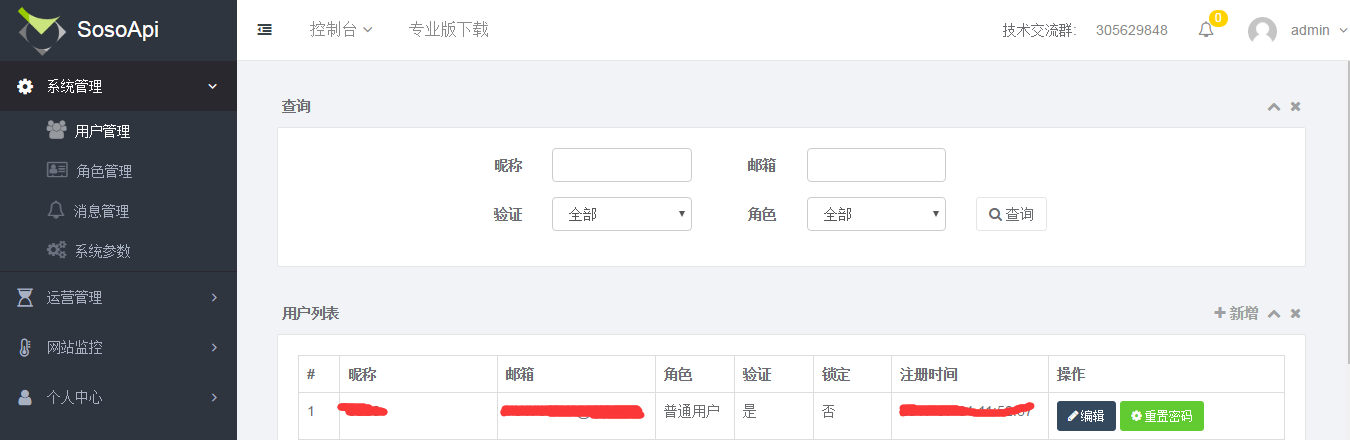 SosoApi
控制台
专业版下载
技术交流群: 305629848
0
admin
系统管理
用户管理
角色管理
消息管理
系统参数
运营管理
网站监控
个人中心
查询
昵称
邮箱
验证 全部
角色 全部
查询
用户列表
新增
# 昵称 邮箱 角色 验证 锁定 注册时间 操作
1 普通用户 是 否 编辑 重置密码